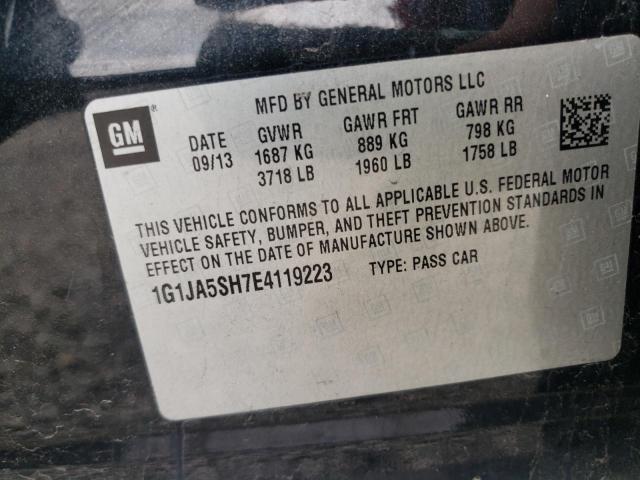 MFD BY GENERAL MOTORS LLC
GM®
DATE GVWR GAWR FRT GAWR RR
09/13 1687 KG 889 KG 798 KG
3718 LB 1960 LB 1758 LB
THIS VEHICLE CONFORMS TO ALL APPLICABLE U.S. FEDERAL MOTOR
VEHICLE SAFETY, BUMPER, AND THEFT PREVENTION STANDARDS IN
EFFECT ON THE DATE OF MANUFACTURE SHOWN ABOVE.
1G1JA5SH7E4119223 TYPE: PASS CAR